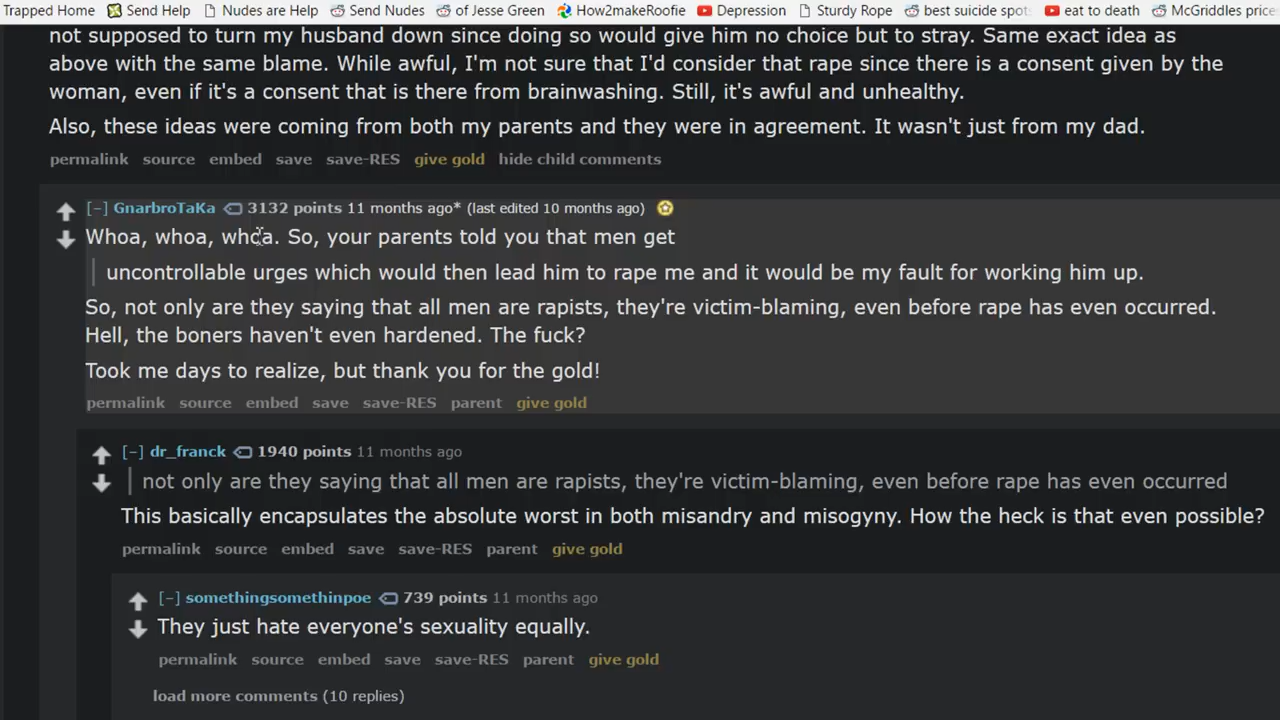 Trapped Home Send Help Nudes are Help Send Nudes of Jesse Green How2makeRoofie Depression Sturdy Rope best suicide spots eat to death McGriddles price
not supposed to turn my husband down since doing so would give him no choice but to stray. Same exact idea as
above with the same blame. While awful, I'm not sure that I'd consider that rape since there is a consent given by the
woman, even if it's a consent that is there from brainwashing. Still, it's awful and unhealthy.
Also, these ideas were coming from both my parents and they were in agreement. It wasn't just from my dad.
permalink source embed save save-RES give gold hide child comments
[–] GnarbroTaKa 3132 points 11 months ago* (last edited 10 months ago)
Whoa, whoa, whoa. So, your parents told you that men get
uncontrollable urges which would then lead him to rape me and it would be my fault for working him up.
So, not only are they saying that all men are rapists, they're victim-blaming, even before rape has even occurred.
Hell, the boners haven't even hardened. The fuck?
Took me days to realize, but thank you for the gold!
permalink source embed save save-RES parent give gold
[–] dr_franck 1940 points 11 months ago
not only are they saying that all men are rapists, they're victim-blaming, even before rape has even occurred
This basically encapsulates the absolute worst in both misandry and misogyny. How the heck is that even possible?
permalink source embed save save-RES parent give gold
[–] somethingsomethinpoe 739 points 11 months ago
They just hate everyone's sexuality equally.
permalink source embed save save-RES parent give gold
load more comments (10 replies)